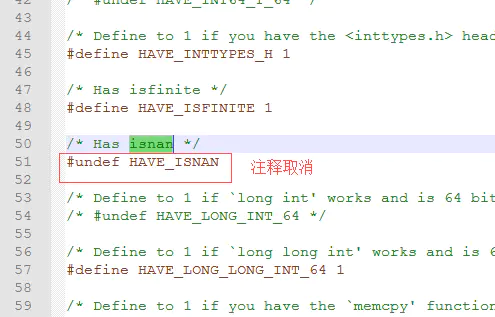 42 /* #undef HAVE_INT64_T_64 */
43
44 /* Define to 1 if you have the <inttypes.h> head
45 #define HAVE_INTTYPES_H 1
46
47 /* Has isfinite */
48 #define HAVE_ISFINITE 1
49
50 /* Has isnan */
51 #undef HAVE_ISNAN 注释取消
52
53 /* Define to 1 if `long int' works and is 64 bit
54 /* #undef HAVE_LONG_INT_64 */
55
56 /* Define to 1 if `long long int' works and is 6
57 #define HAVE_LONG_LONG_INT_64 1
58
59 /* Define to 1 if you have the `memcpy' function